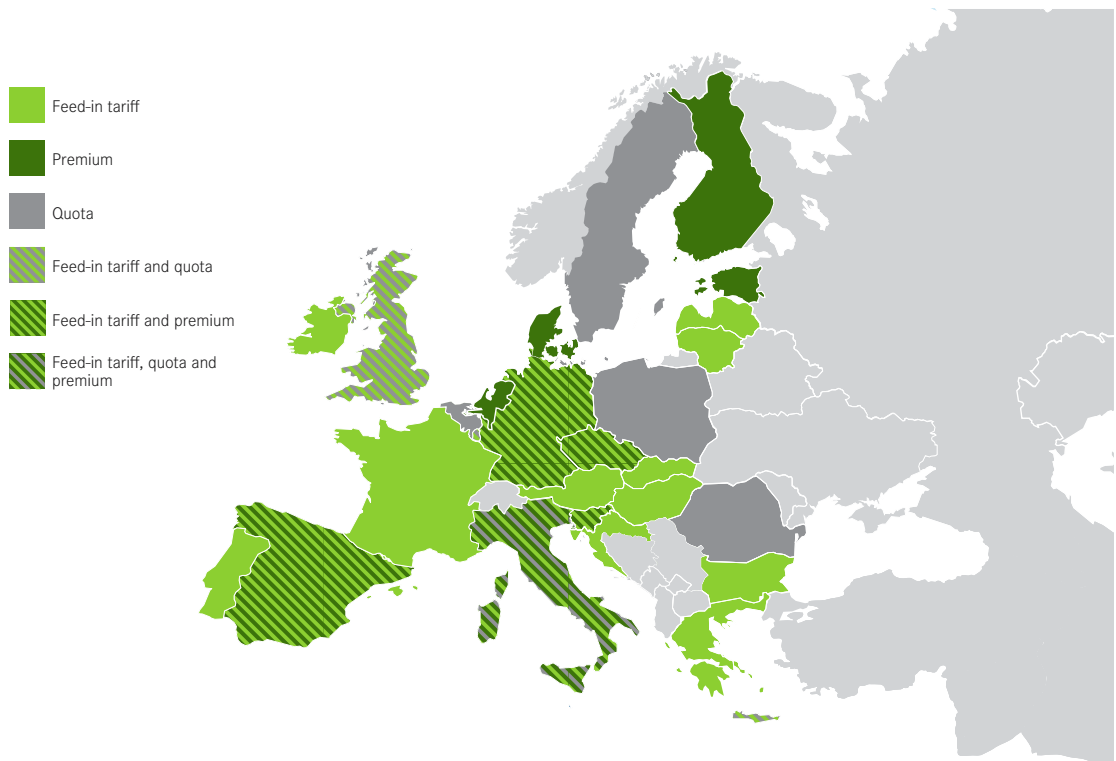 Feed-in tariff
Premium
Quota
Feed-in tariff and quota
Feed-in tariff and premium
Feed-in tariff, quota and
premium